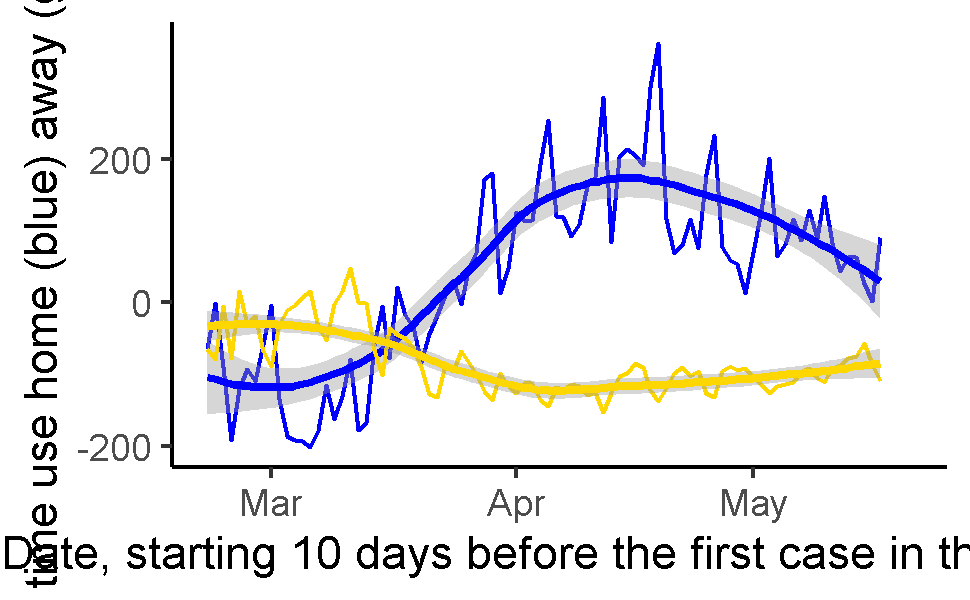 time use home (blue) away (
200
0
-200
Mar Apr May
Date, starting 10 days before the first case in th